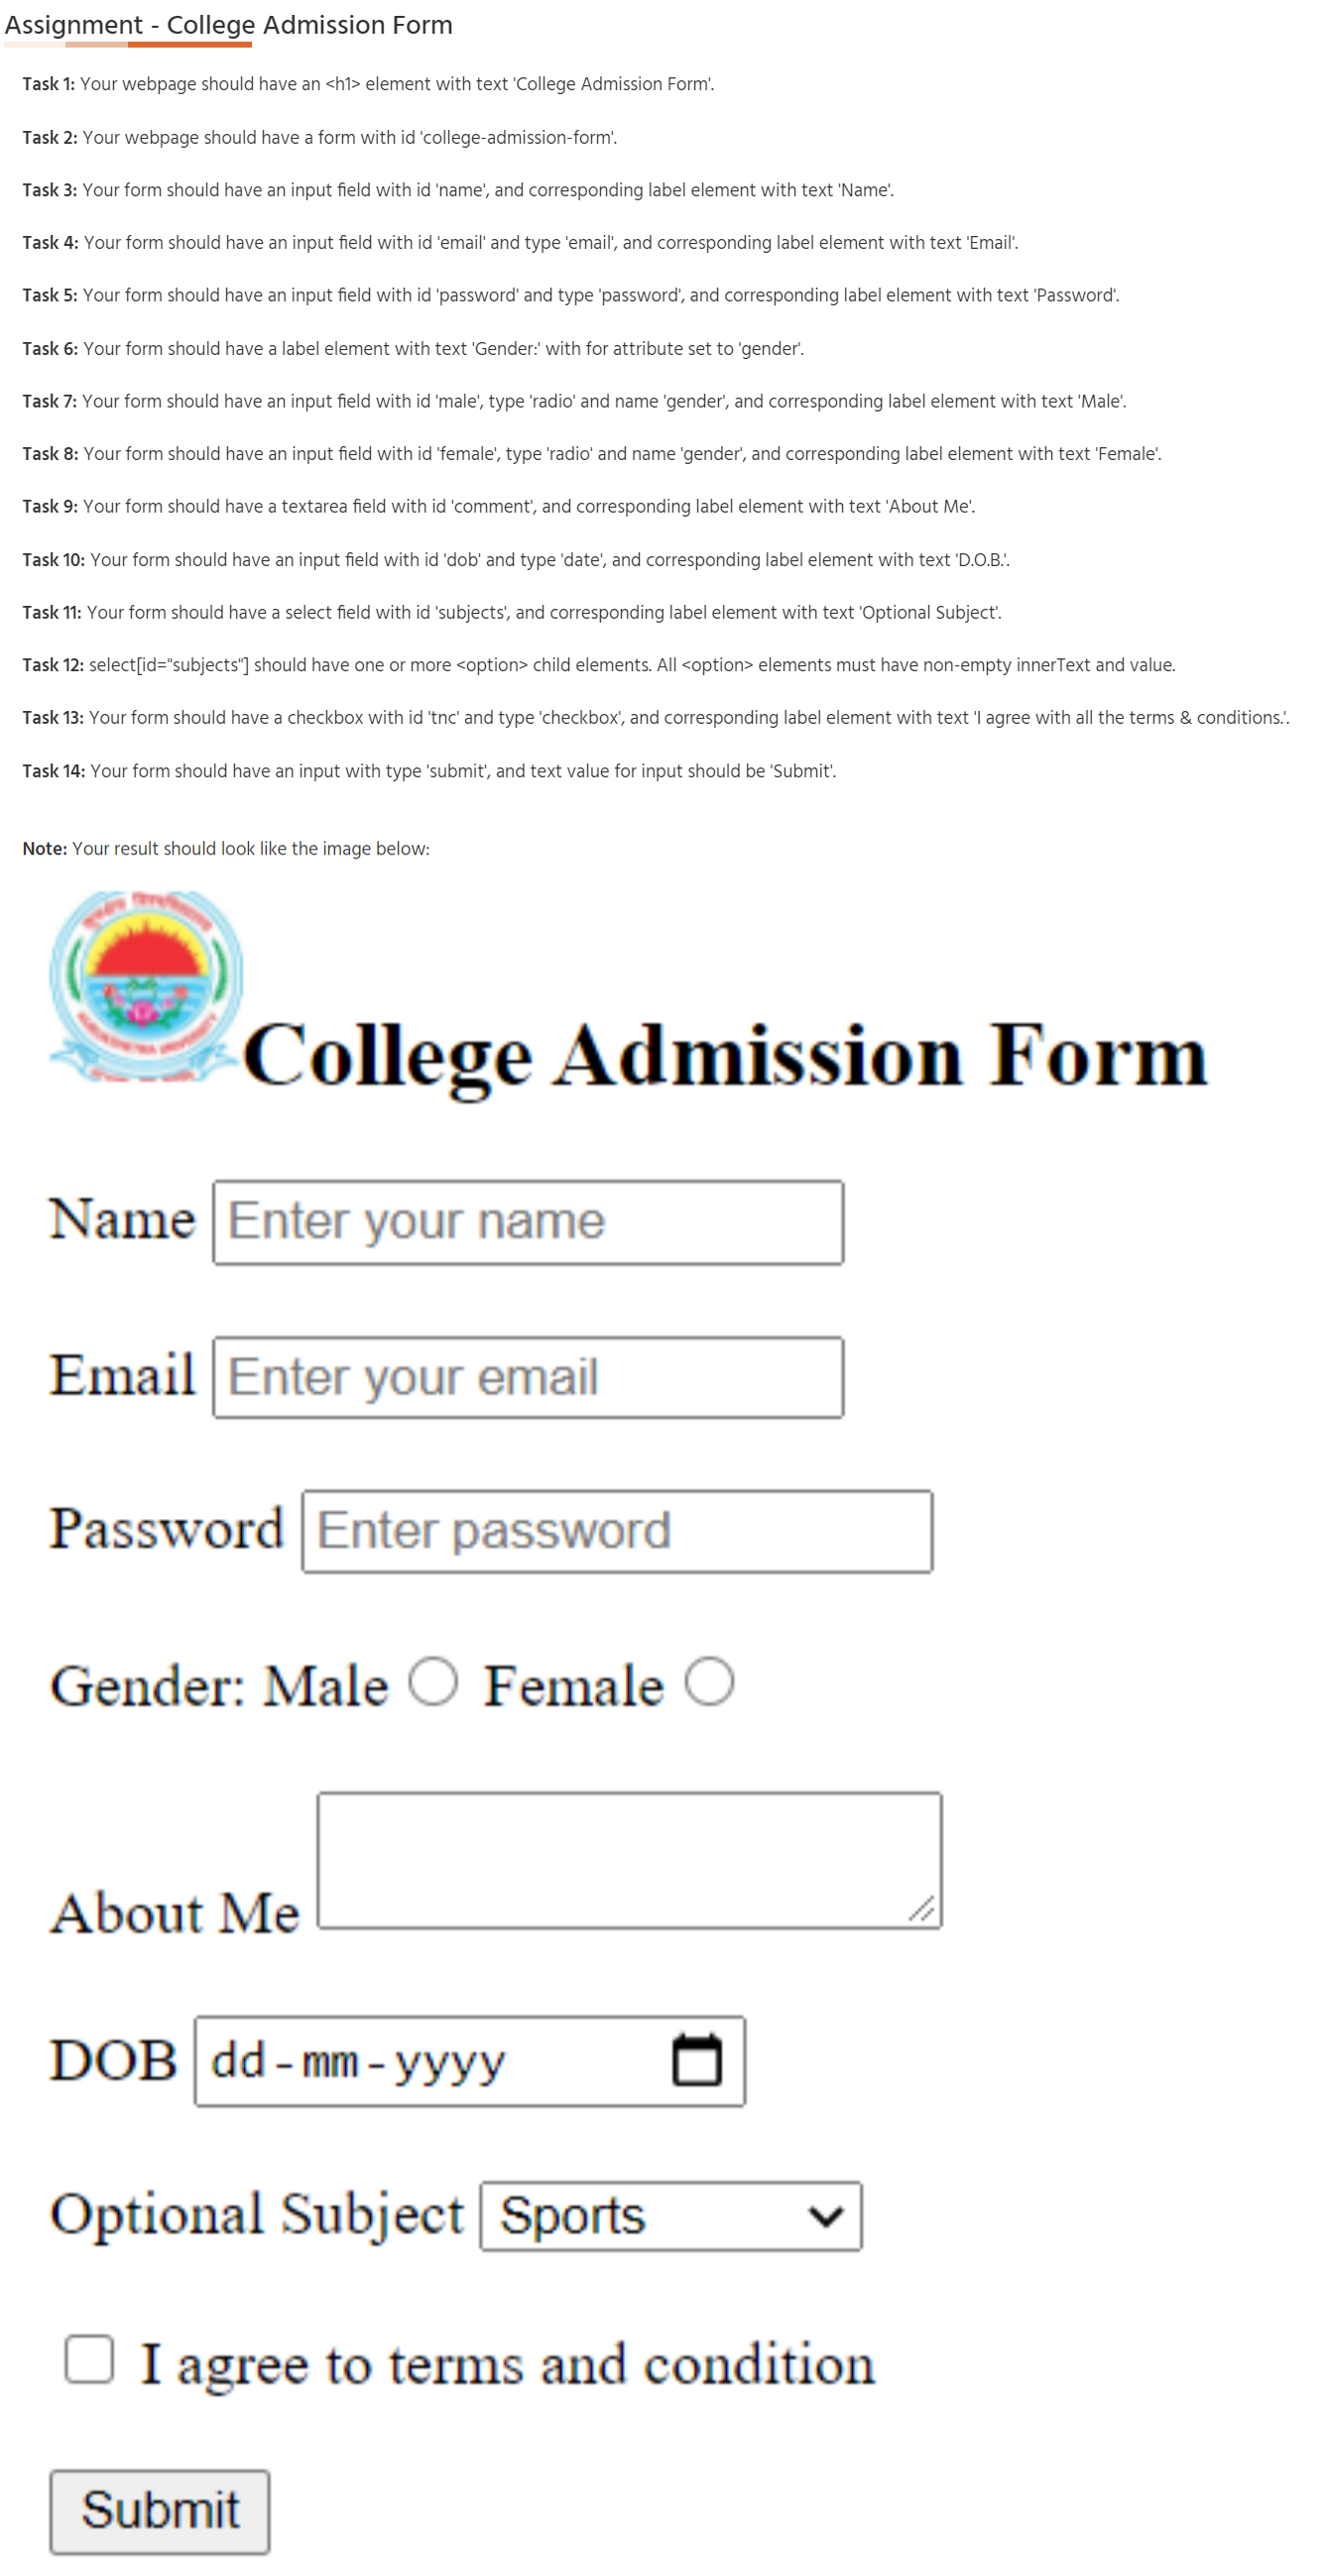 Assignment - College Admission Form
Task 1: Your webpage should have an <h1> element with text 'College Admission Form'.
Task 2: Your webpage should have a form with id 'college-admission-form'.
Task 3: Your form should have an input field with id 'name', and corresponding label element with text 'Name'.
Task 4: Your form should have an input field with id 'email' and type 'email', and corresponding label element with text 'Email'.
Task 5: Your form should have an input field with id 'password' and type 'password', and corresponding label element with text 'Password'.
Task 6: Your form should have a label element with text 'Gender:' with for attribute set to 'gender'.
Task 7: Your form should have an input field with id 'male', type 'radio' and name 'gender', and corresponding label element with text 'Male'.
Task 8: Your form should have an input field with id 'female', type 'radio' and name 'gender', and corresponding label element with text 'Female'.
Task 9: Your form should have a textarea field with id 'comment', and corresponding label element with text 'About Me'.
Task 10: Your form should have an input field with id 'dob' and type 'date', and corresponding label element with text 'D.O.B.'.
Task 11: Your form should have a select field with id 'subjects', and corresponding label element with text 'Optional Subject'.
Task 12: select[id="subjects"] should have one or more <option> child elements. All <option> elements must have non-empty innerText and value.
Task 13: Your form should have a checkbox with id 'tnc' and type 'checkbox', and corresponding label element with text 'I agree with all the terms & conditions.'.
Task 14: Your form should have an input with type 'submit', and text value for input should be 'Submit'.
Note: Your result should look like the image below:
KURUKSHETRA UNIVERSITY
College Admission Form
Name Enter your name
Email Enter your email
Password Enter password
Gender: Male Female
About Me
DOB dd-mm-yyyy
Optional Subject Sports
I agree to terms and condition
Submit